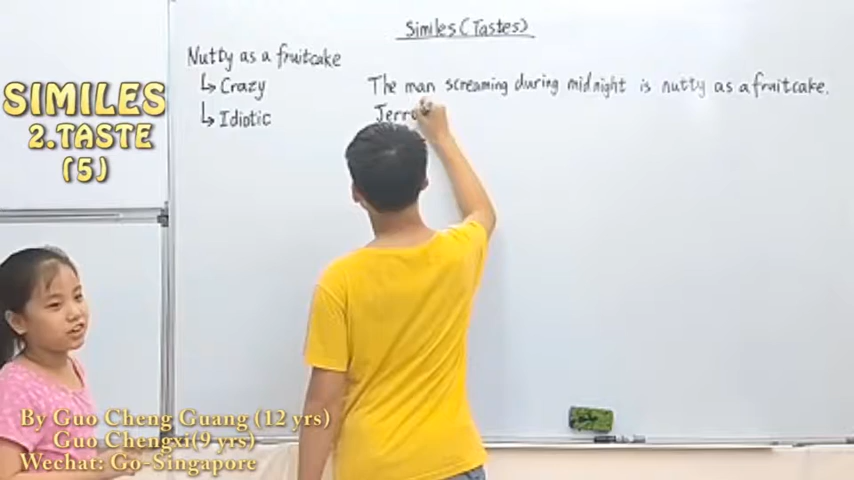 Similes (Tastes)
Nutty as a fruitcake
↳ Crazy
↳ Idiotic
The man screaming during midnight is nutty as a fruitcake.
SIMILES
2.TASTE
(5)
By Guo Cheng Guang (12 yrs)
Guo Chengxi(9 yrs)
Wechat: Go-Singapore